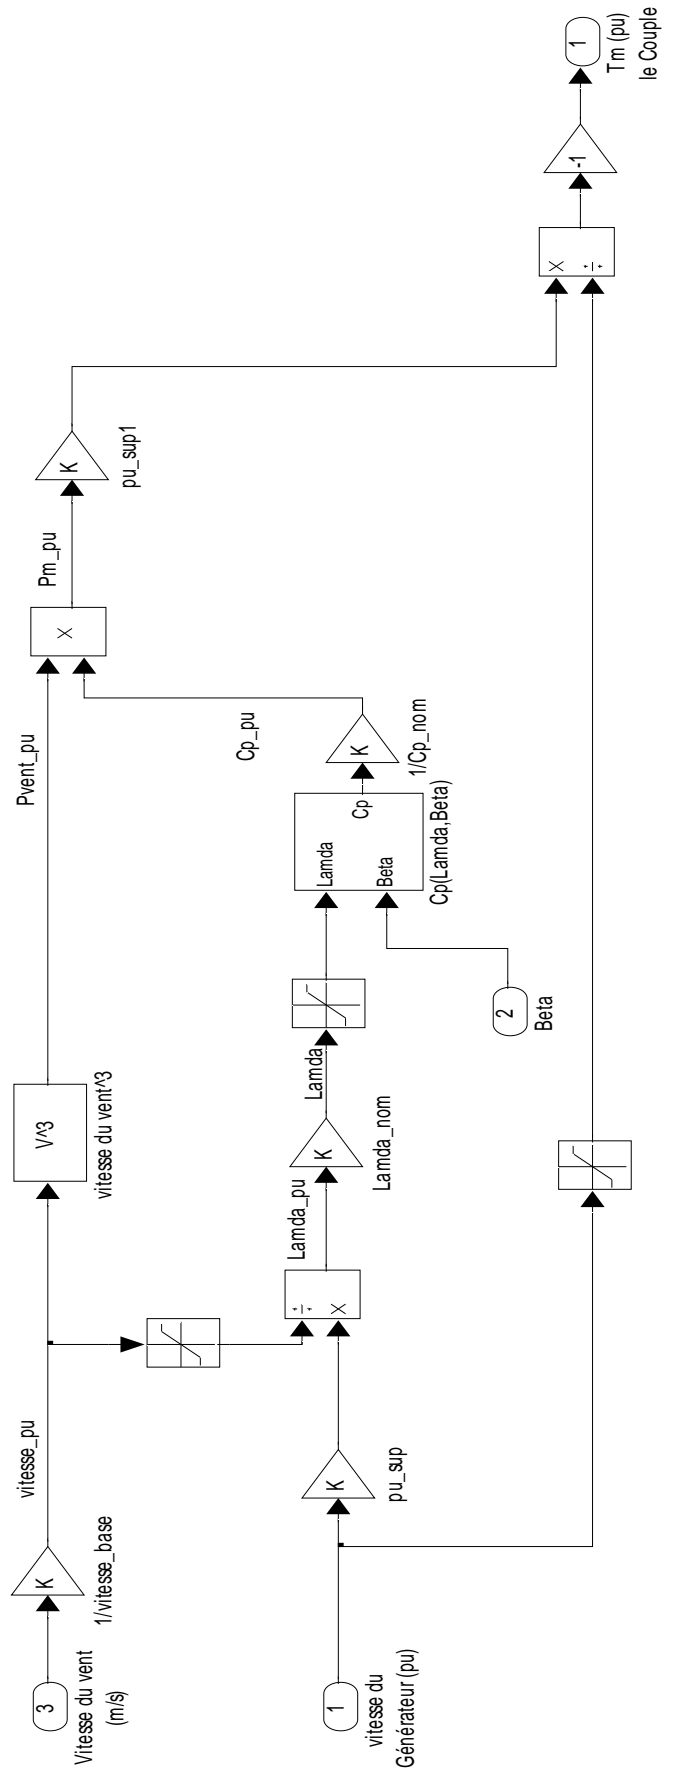 3
Vitesse du vent
(m/s)
K
1/vitesse_base
vitesse_pu
V^3
vitesse du vent^3
Pvent_pu
X
Pm_pu
K
pu_sup1
1
vitesse du
Générateur (pu)
K
pu_sup
÷
X
Lamda_pu
K
Lamda_nom
Lamda
Lamda
Beta
Cp
Cp(Lamda,Beta)
K
1/Cp_nom
Cp_pu
2
Beta
X
÷
-1
1
Tm (pu)
le Couple